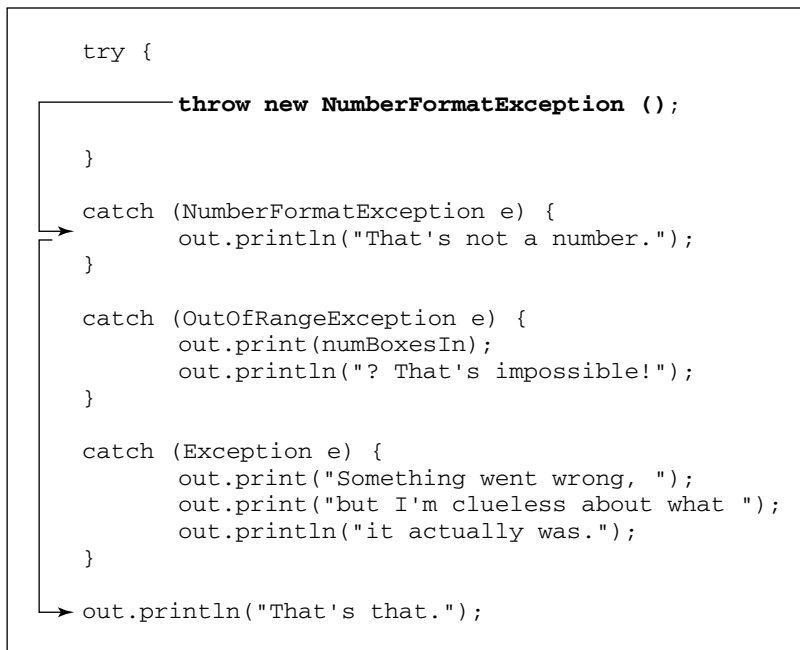 try {
throw new NumberFormatException ();
}
catch (NumberFormatException e) {
out.println("That's not a number.");
}
catch (OutOfRangeException e) {
out.print(numBoxesIn);
out.println("? That's impossible!");
}
catch (Exception e) {
out.print("Something went wrong, ");
out.print("but I'm clueless about what ");
out.println("it actually was.");
}
out.println("That's that.");